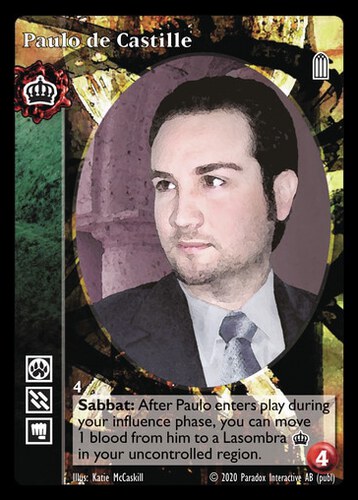 Paulo de Castille
4
Sabbat: After Paulo enters play during
your influence phase, you can move
1 blood from him to a Lasombra
in your uncontrolled region.
4
Illus: Katie McCaskill © 2020 Paradox Interactive AB (publ)